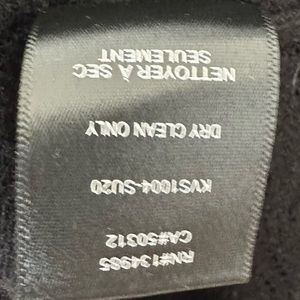 RN#134985
CA#50312
KVS1004-SU20
DRY CLEAN ONLY
NETTOYER À SEC
SEULEMENT